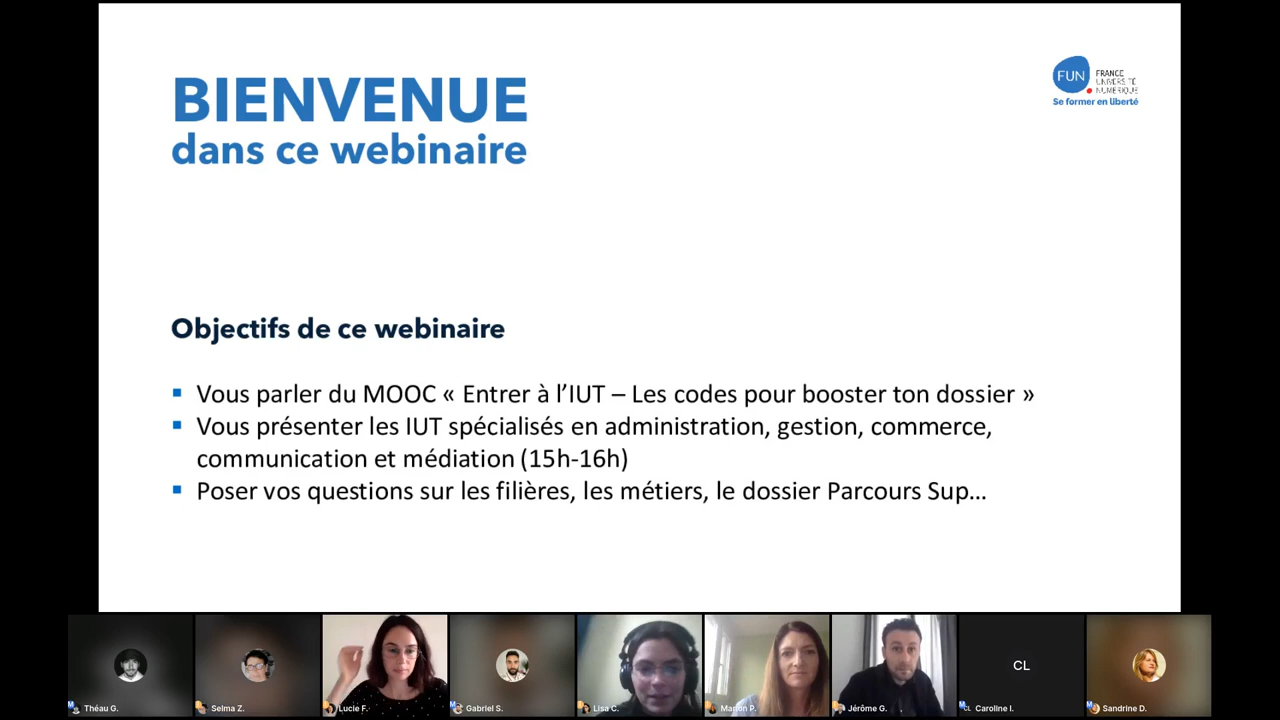 BIENVENUE
dans ce webinaire
FUN
FRANCE
UNIVERSITÉ
NUMÉRIQUE
Se former en liberté
Objectifs de ce webinaire
▪ Vous parler du MOOC « Entrer à l’IUT – Les codes pour booster ton dossier »
▪ Vous présenter les IUT spécialisés en administration, gestion, commerce,
communication et médiation (15h-16h)
▪ Poser vos questions sur les filières, les métiers, le dossier Parcours Sup...
CL
Théau G.
Selma Z.
Lucie F.
Gabriel S.
Lisa C.
Marion P.
Jérôme G.
CL
Caroline I.
Sandrine D.